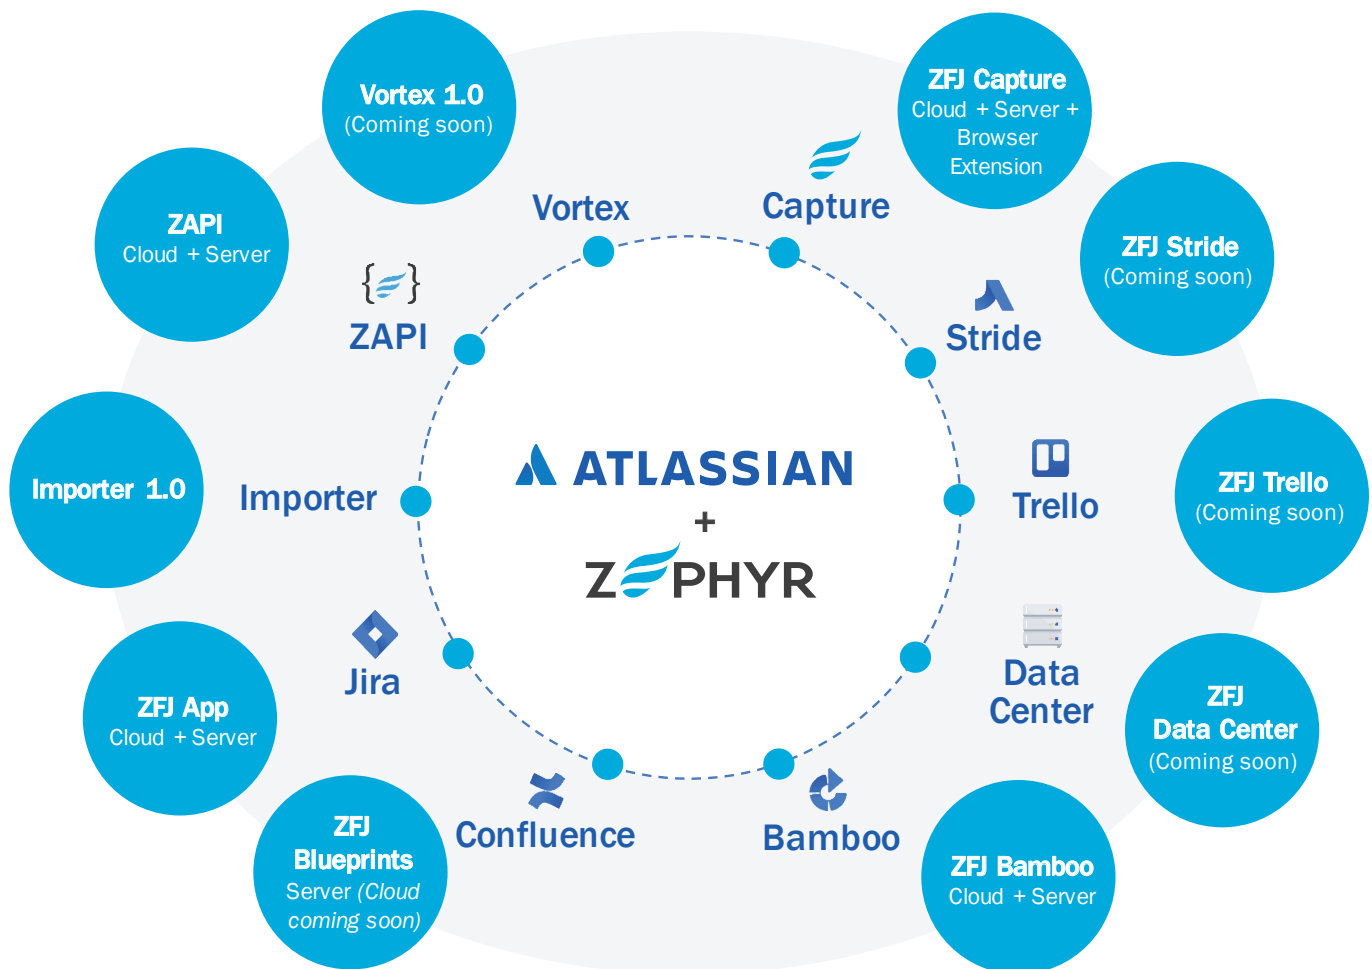 Vortex 1.0
(Coming soon)
ZFJ Capture
Cloud + Server +
Browser
Extension
ZAPI
Cloud + Server
ZFJ Stride
(Coming soon)
Importer 1.0
ZFJ Trello
(Coming soon)
ZFJ App
Cloud + Server
ZFJ
Data Center
(Coming soon)
ZFJ
Blueprints
Server (Cloud
coming soon)
ZFJ Bamboo
Cloud + Server
Vortex
Capture
ZAPI
Stride
Importer
Trello
Jira
Data
Center
Confluence
Bamboo
ATLASSIAN
+
ZEPHYR